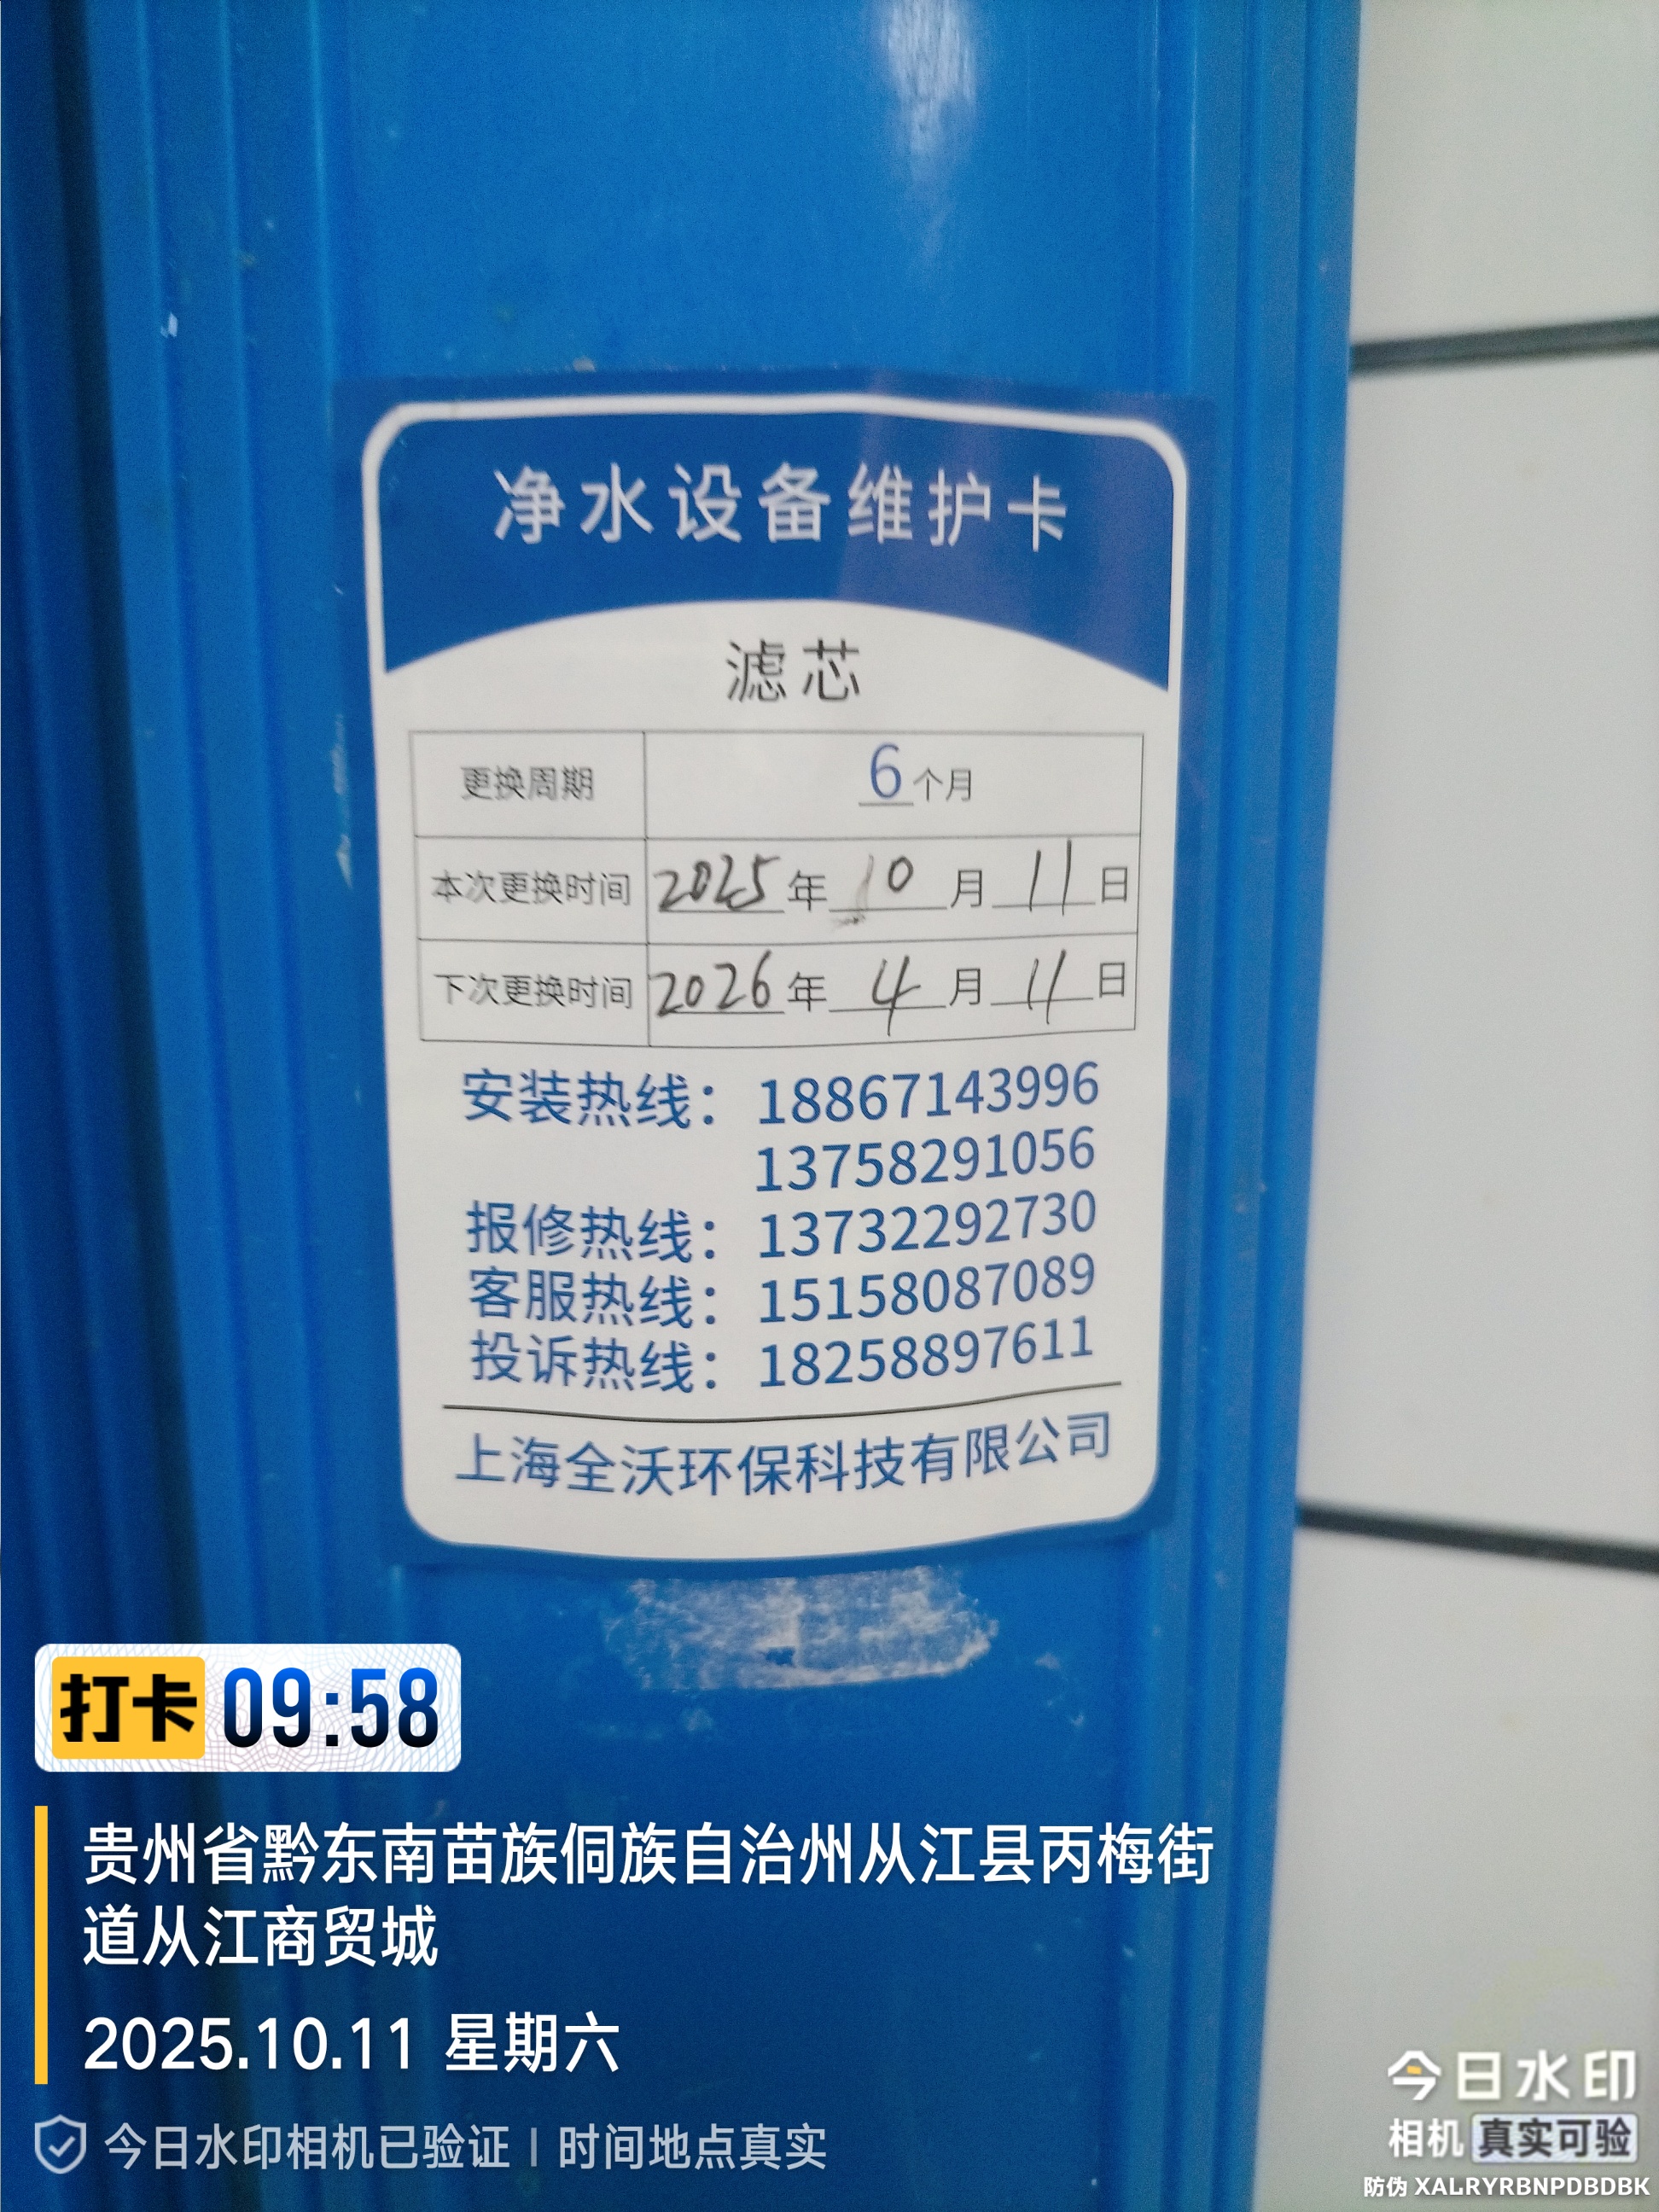 净水设备维护卡
滤芯
更换周期 6个月
本次更换时间 2025年10月11日
下次更换时间 2026年4月11日
安装热线：18867143996
13758291056
报修热线：13732292730
客服热线：15158087089
投诉热线：18258897611
上海全沃环保科技有限公司
打卡 09:58
贵州省黔东南苗族侗族自治州从江县丙梅街
道从江商贸城
2025.10.11 星期六
今日水印相机已验证 | 时间地点真实
今日水印
相机 真实可验
防伪 XALRYRBNPDBDBK